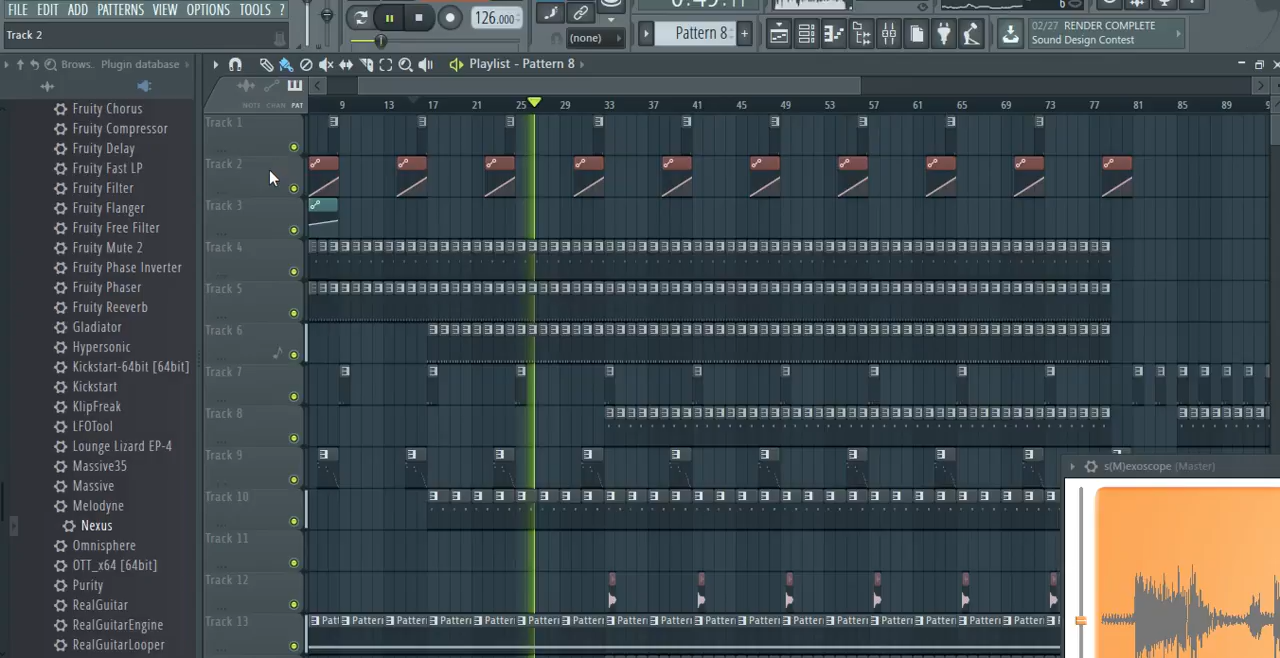 FILE EDIT ADD PATTERNS VIEW OPTIONS TOOLS ?
126.000
Track 2
(none)
Pattern 8
02/27 RENDER COMPLETE
Sound Design Contest
Brows.. Plugin database
Playlist - Pattern 8
NOTE CHAN PAT
9 13 17 21 25 29 33 37 41 45 49 53 57 61 65 69 73 77 81 85 89
Fruity Chorus
Fruity Compressor
Fruity Delay
Fruity Fast LP
Fruity Filter
Fruity Flanger
Fruity Free Filter
Fruity Mute 2
Fruity Phase Inverter
Fruity Phaser
Fruity Reeverb
Gladiator
Hypersonic
Kickstart-64bit [64bit]
Kickstart
KlipFreak
LFOTool
Lounge Lizard EP-4
Massive35
Massive
Melodyne
Nexus
Omnisphere
OTT_x64 [64bit]
Purity
RealGuitar
RealGuitarEngine
RealGuitarLooper
Track 1
Track 2
Track 3
Track 4
Track 5
Track 6
Track 7
Track 8
Track 9
Track 10
Track 11
Track 12
Track 13
s(M)exoscope (Master)